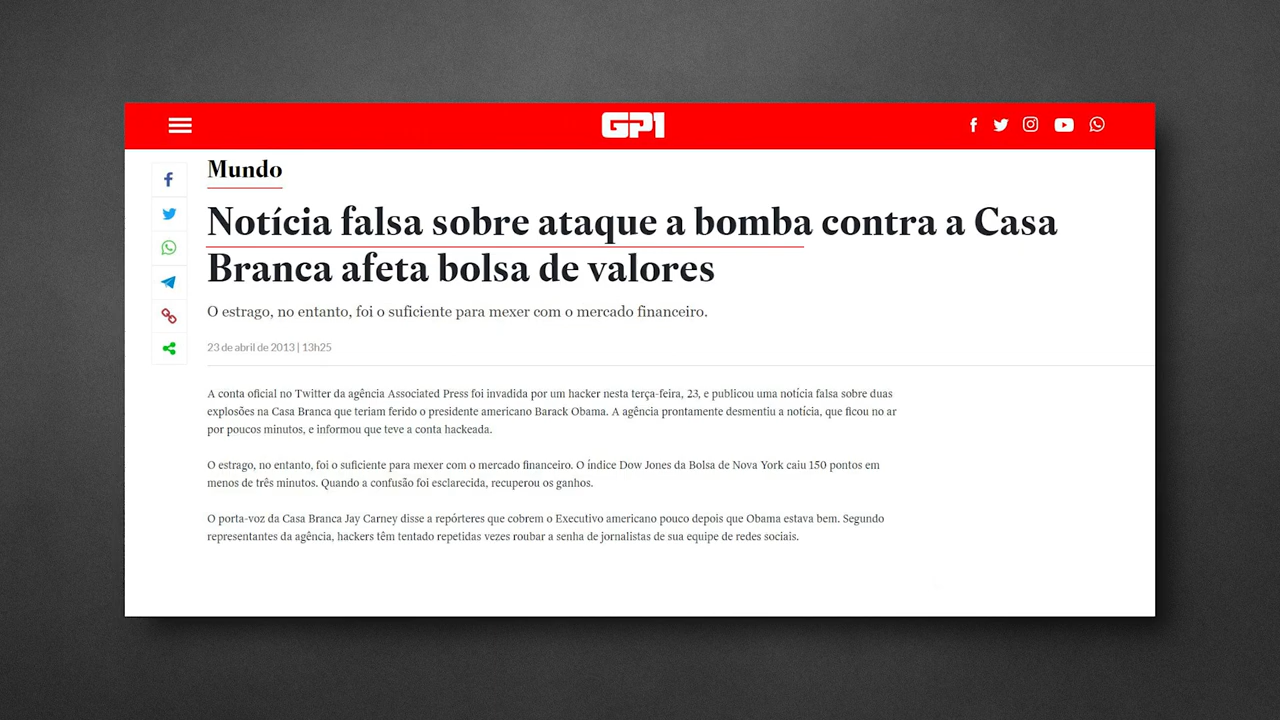 GP1
Mundo
Notícia falsa sobre ataque a bomba contra a Casa
Branca afeta bolsa de valores
O estrago, no entanto, foi o suficiente para mexer com o mercado financeiro.
23 de abril de 2013 | 13h25
A conta oficial no Twitter da agência Associated Press foi invadida por um hacker nesta terça-feira, 23, e publicou uma notícia falsa sobre duas
explosões na Casa Branca que teriam ferido o presidente americano Barack Obama. A agência prontamente desmentiu a notícia, que ficou no ar
por poucos minutos, e informou que teve a conta hackeada.
O estrago, no entanto, foi o suficiente para mexer com o mercado financeiro. O índice Dow Jones da Bolsa de Nova York caiu 150 pontos em
menos de três minutos. Quando a confusão foi esclarecida, recuperou os ganhos.
O porta-voz da Casa Branca Jay Carney disse a repórteres que cobrem o Executivo americano pouco depois que Obama estava bem. Segundo
representantes da agência, hackers têm tentado repetidas vezes roubar a senha de jornalistas de sua equipe de redes sociais.